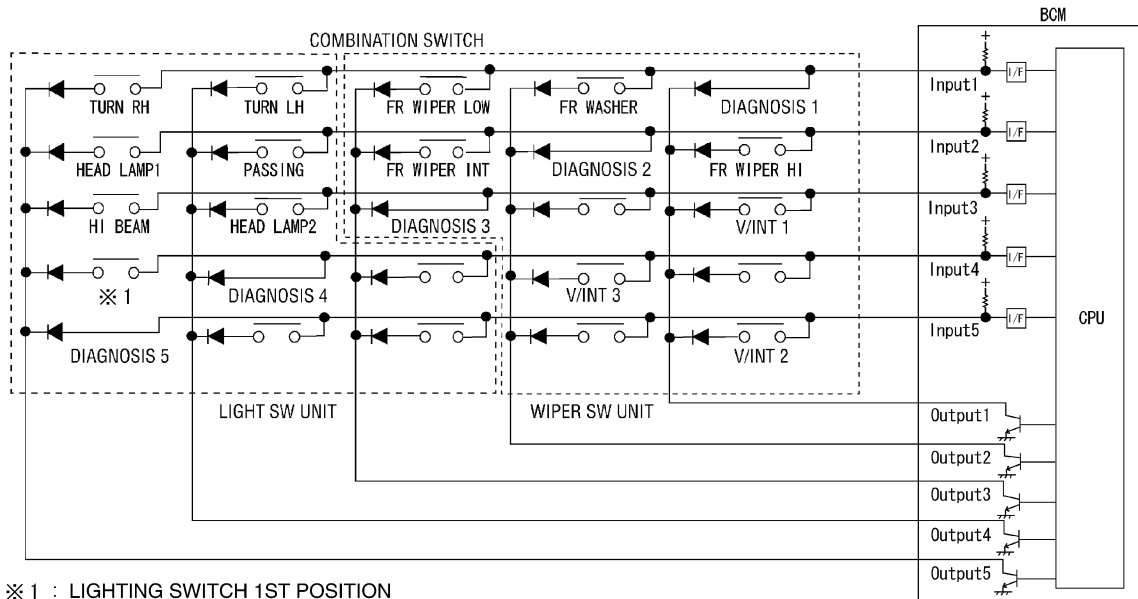 BCM
COMBINATION SWITCH
TURN RH
TURN LH
FR WIPER LOW
FR WASHER
DIAGNOSIS 1
+
Input1
I/F
HEAD LAMP1
PASSING
FR WIPER INT
DIAGNOSIS 2
FR WIPER HI
+
Input2
I/F
HI BEAM
HEAD LAMP2
DIAGNOSIS 3
V/INT 1
+
Input3
I/F
※1
DIAGNOSIS 4
V/INT 3
+
Input4
I/F
DIAGNOSIS 5
V/INT 2
+
Input5
I/F
CPU
LIGHT SW UNIT
WIPER SW UNIT
Output1
Output2
Output3
Output4
Output5
※1 : LIGHTING SWITCH 1ST POSITION